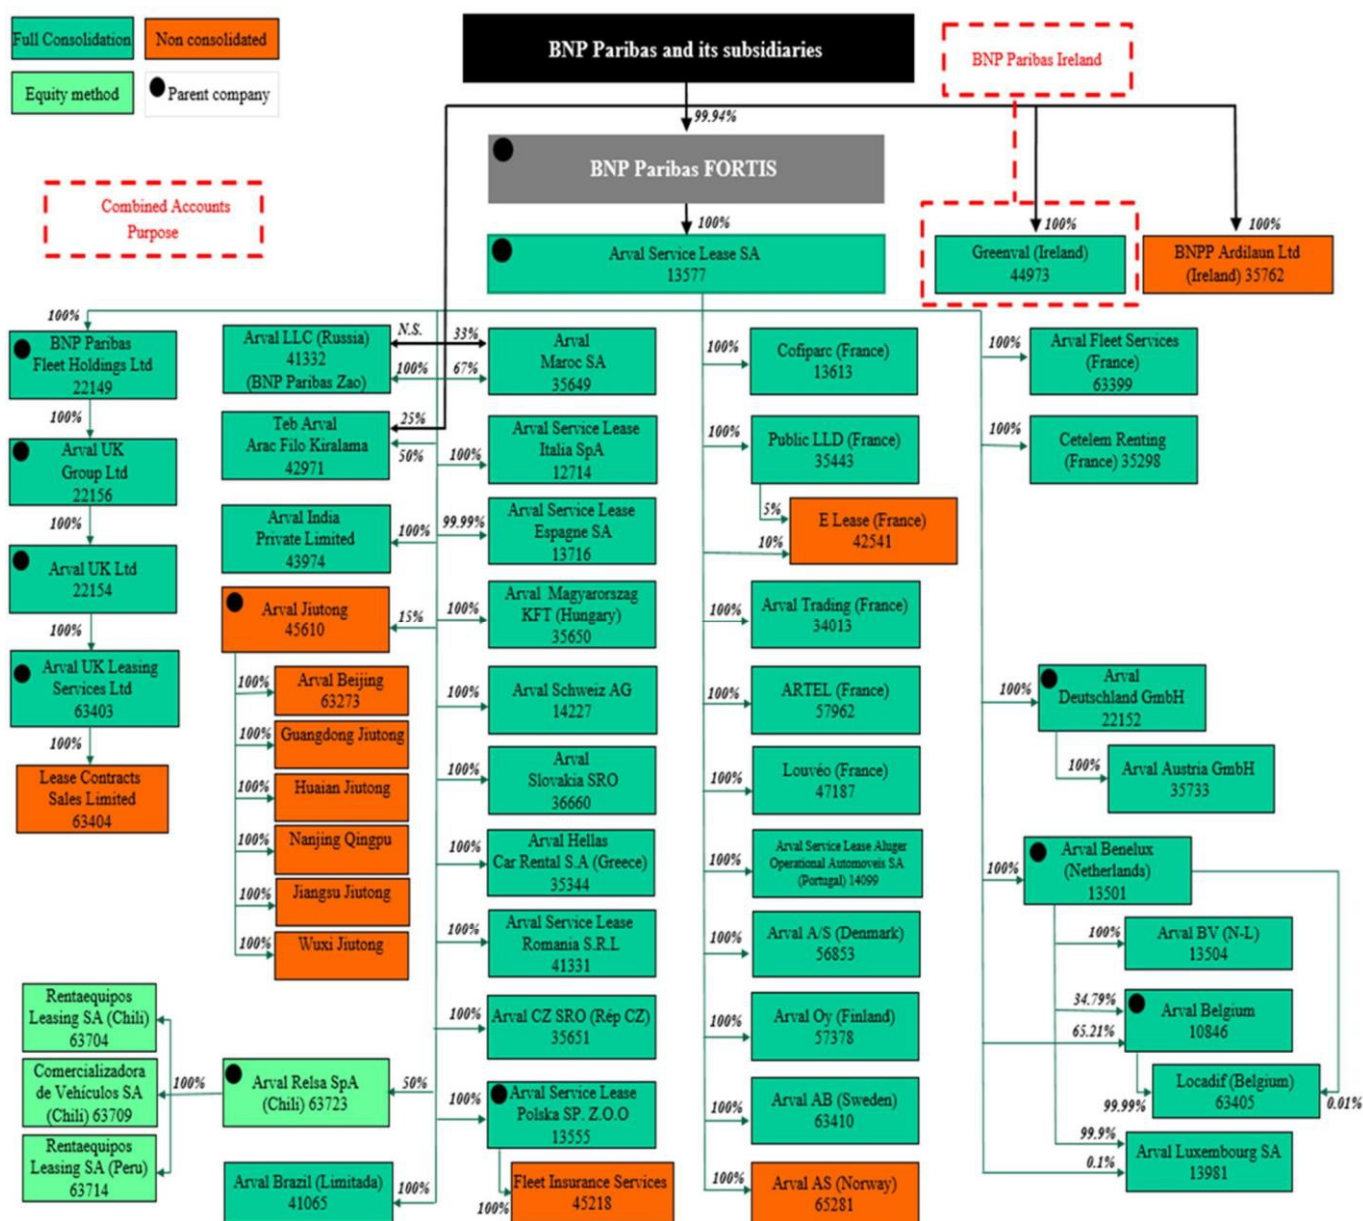 Full Consolidation
Non consolidated
Equity method
Parent company
BNP Paribas and its subsidiaries
BNP Paribas Ireland
99.94%
BNP Paribas FORTIS
Combined Accounts
Purpose
100%
100%
100%
Arval Service Lease SA
13577
Greenval (Ireland)
44973
BNPP Ardilaun Ltd
(Ireland) 35762
100%
BNP Paribas
Fleet Holdings Ltd
22149
100%
Arval UK
Group Ltd
22156
100%
Arval UK Ltd
22154
100%
Arval UK Leasing
Services Ltd
63403
100%
Lease Contracts
Sales Limited
63404
Arval LLC (Russia)
41332
(BNP Paribas Zao)
N.S.
33%
100%
67%
Arval
Maroc SA
35649
Teb Arval
Arac Filo Kiralama
42971
25%
50%
100%
Arval Service Lease
Italia SpA
12714
Arval India
Private Limited
43974
100%
99.99%
Arval Service Lease
Espagne SA
13716
Arval Jiutong
45610
15%
100%
Arval Magyarorszag
KFT (Hungary)
35650
100%
Arval Beijing
63273
100%
Guangdong Jiutong
100%
Huaian Jiutong
100%
Nanjing Qingpu
100%
Jiangsu Jiutong
100%
Wuxi Jiutong
100%
Arval Schweiz AG
14227
100%
Arval
Slovakia SRO
36660
100%
Arval Hellas
Car Rental S.A (Greece)
35344
100%
Arval Service Lease
Romania S.R.L
41331
100%
Arval CZ SRO (Rép CZ)
35651
100%
Arval Service Lease
Polska SP. Z.O.O
13555
100%
Fleet Insurance Services
45218
Rentaequipos
Leasing SA (Chili)
63704
Comercializadora
de Vehículos SA
(Chili) 63709
Rentaequipos
Leasing SA (Peru)
63714
100%
Arval Relsa SpA
(Chili) 63723
50%
Arval Brazil (Limitada)
41065
100%
100%
Cofiparc (France)
13613
100%
Public LLD (France)
35443
5%
10%
E Lease (France)
42541
100%
Arval Trading (France)
34013
100%
ARTEL (France)
57962
100%
Louvéo (France)
47187
100%
Arval Service Lease Aluger
Operational Automoveis SA
(Portugal) 14099
100%
Arval A/S (Denmark)
56853
100%
Arval Oy (Finland)
57378
100%
Arval AB (Sweden)
63410
100%
Arval AS (Norway)
65281
100%
Arval Fleet Services
(France)
63399
100%
Cetelem Renting
(France) 35298
100%
Arval
Deutschland GmbH
22152
100%
Arval Austria GmbH
35733
100%
Arval Benelux
(Netherlands)
13501
100%
Arval BV (N-L)
13504
34.79%
65.21%
Arval Belgium
10846
99.99%
Locadif (Belgium)
63405
0.01%
99.9%
0.1%
Arval Luxembourg SA
13981